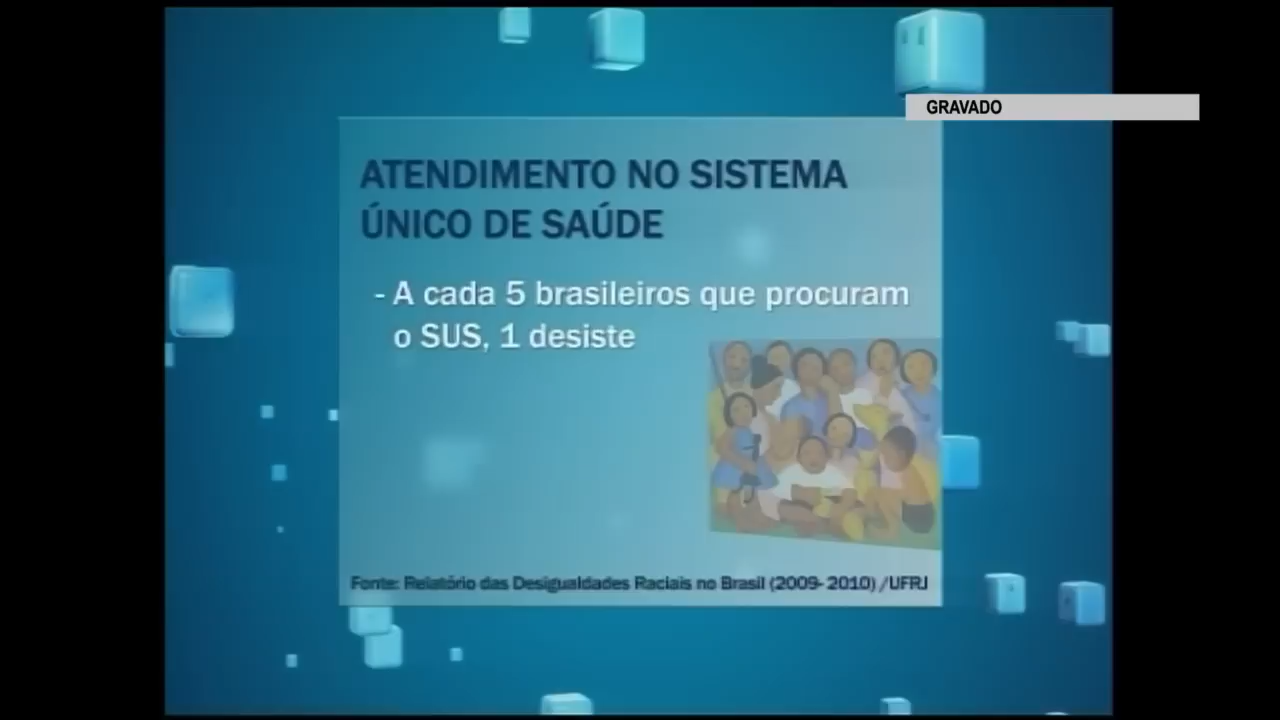 GRAVADO
ATENDIMENTO NO SISTEMA
ÚNICO DE SAÚDE
- A cada 5 brasileiros que procuram
o SUS, 1 desiste
Fonte: Relatório das Desigualdades Raciais no Brasil (2009- 2010) /UFRJ